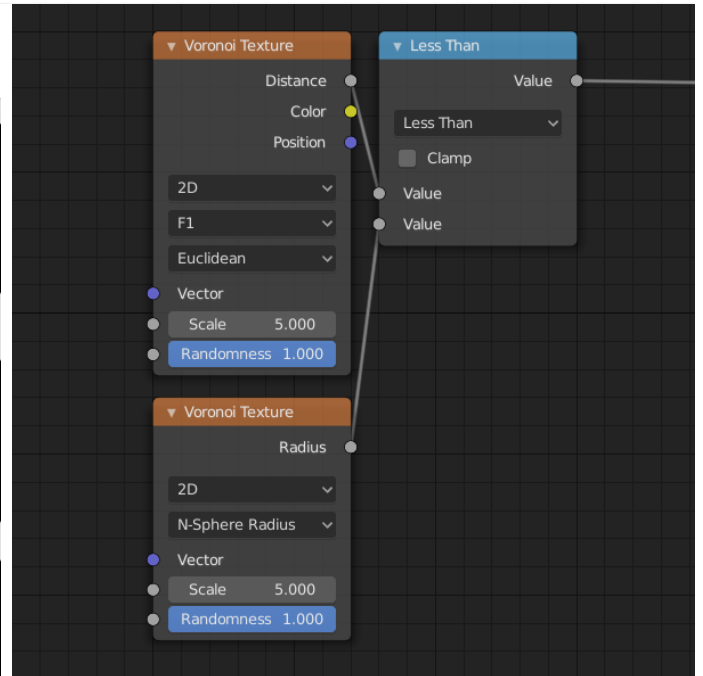 Voronoi Texture
Distance
Color
Position
2D
F1
Euclidean
Vector
Scale 5.000
Randomness 1.000
Less Than
Value
Less Than
Clamp
Value
Value
Voronoi Texture
Radius
2D
N-Sphere Radius
Vector
Scale 5.000
Randomness 1.000